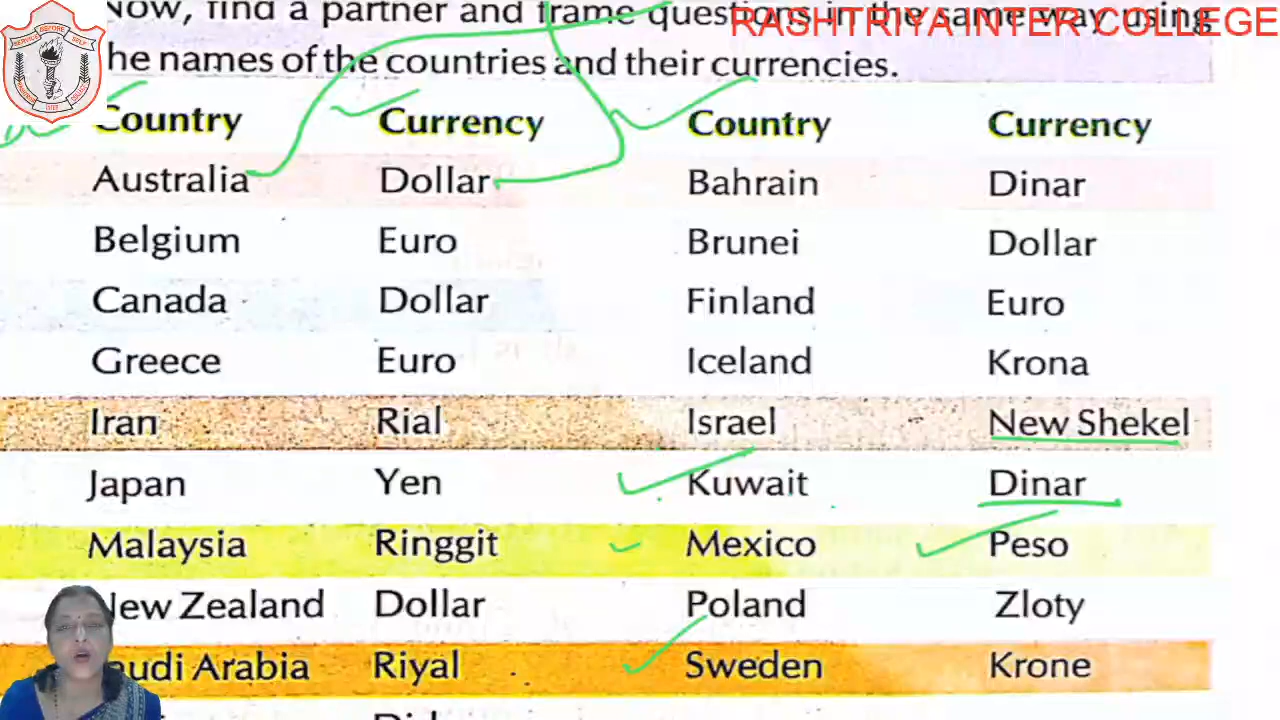 RASHTRIYA INTER COLLEGE
Now, find a partner and frame questions in the same way using
he names of the countries and their currencies.
Country Currency Country Currency
Australia Dollar Bahrain Dinar
Belgium Euro Brunei Dollar
Canada Dollar Finland Euro
Greece Euro Iceland Krona
Iran Rial Israel New Shekel
Japan Yen Kuwait Dinar
Malaysia Ringgit Mexico Peso
New Zealand Dollar Poland Zloty
audi Arabia Riyal Sweden Krone